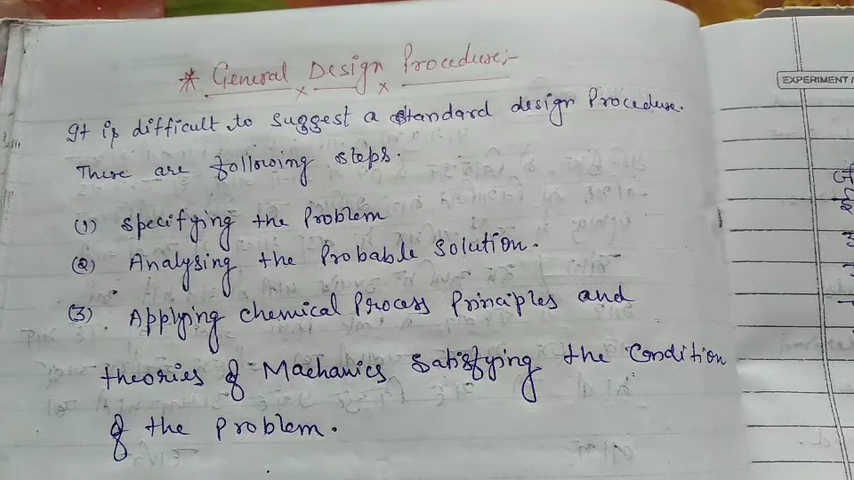 * General Design Procedure:-
It is difficult to suggest a standard design Procedure.
There are following steps.
(1) Specifying the Problem
(2) Analysing the Probable Solution.
(3) Applying chemical Process Principles and
theories of Machanics Satisfying the Condition
of the Problem.
EXPERIMENT /